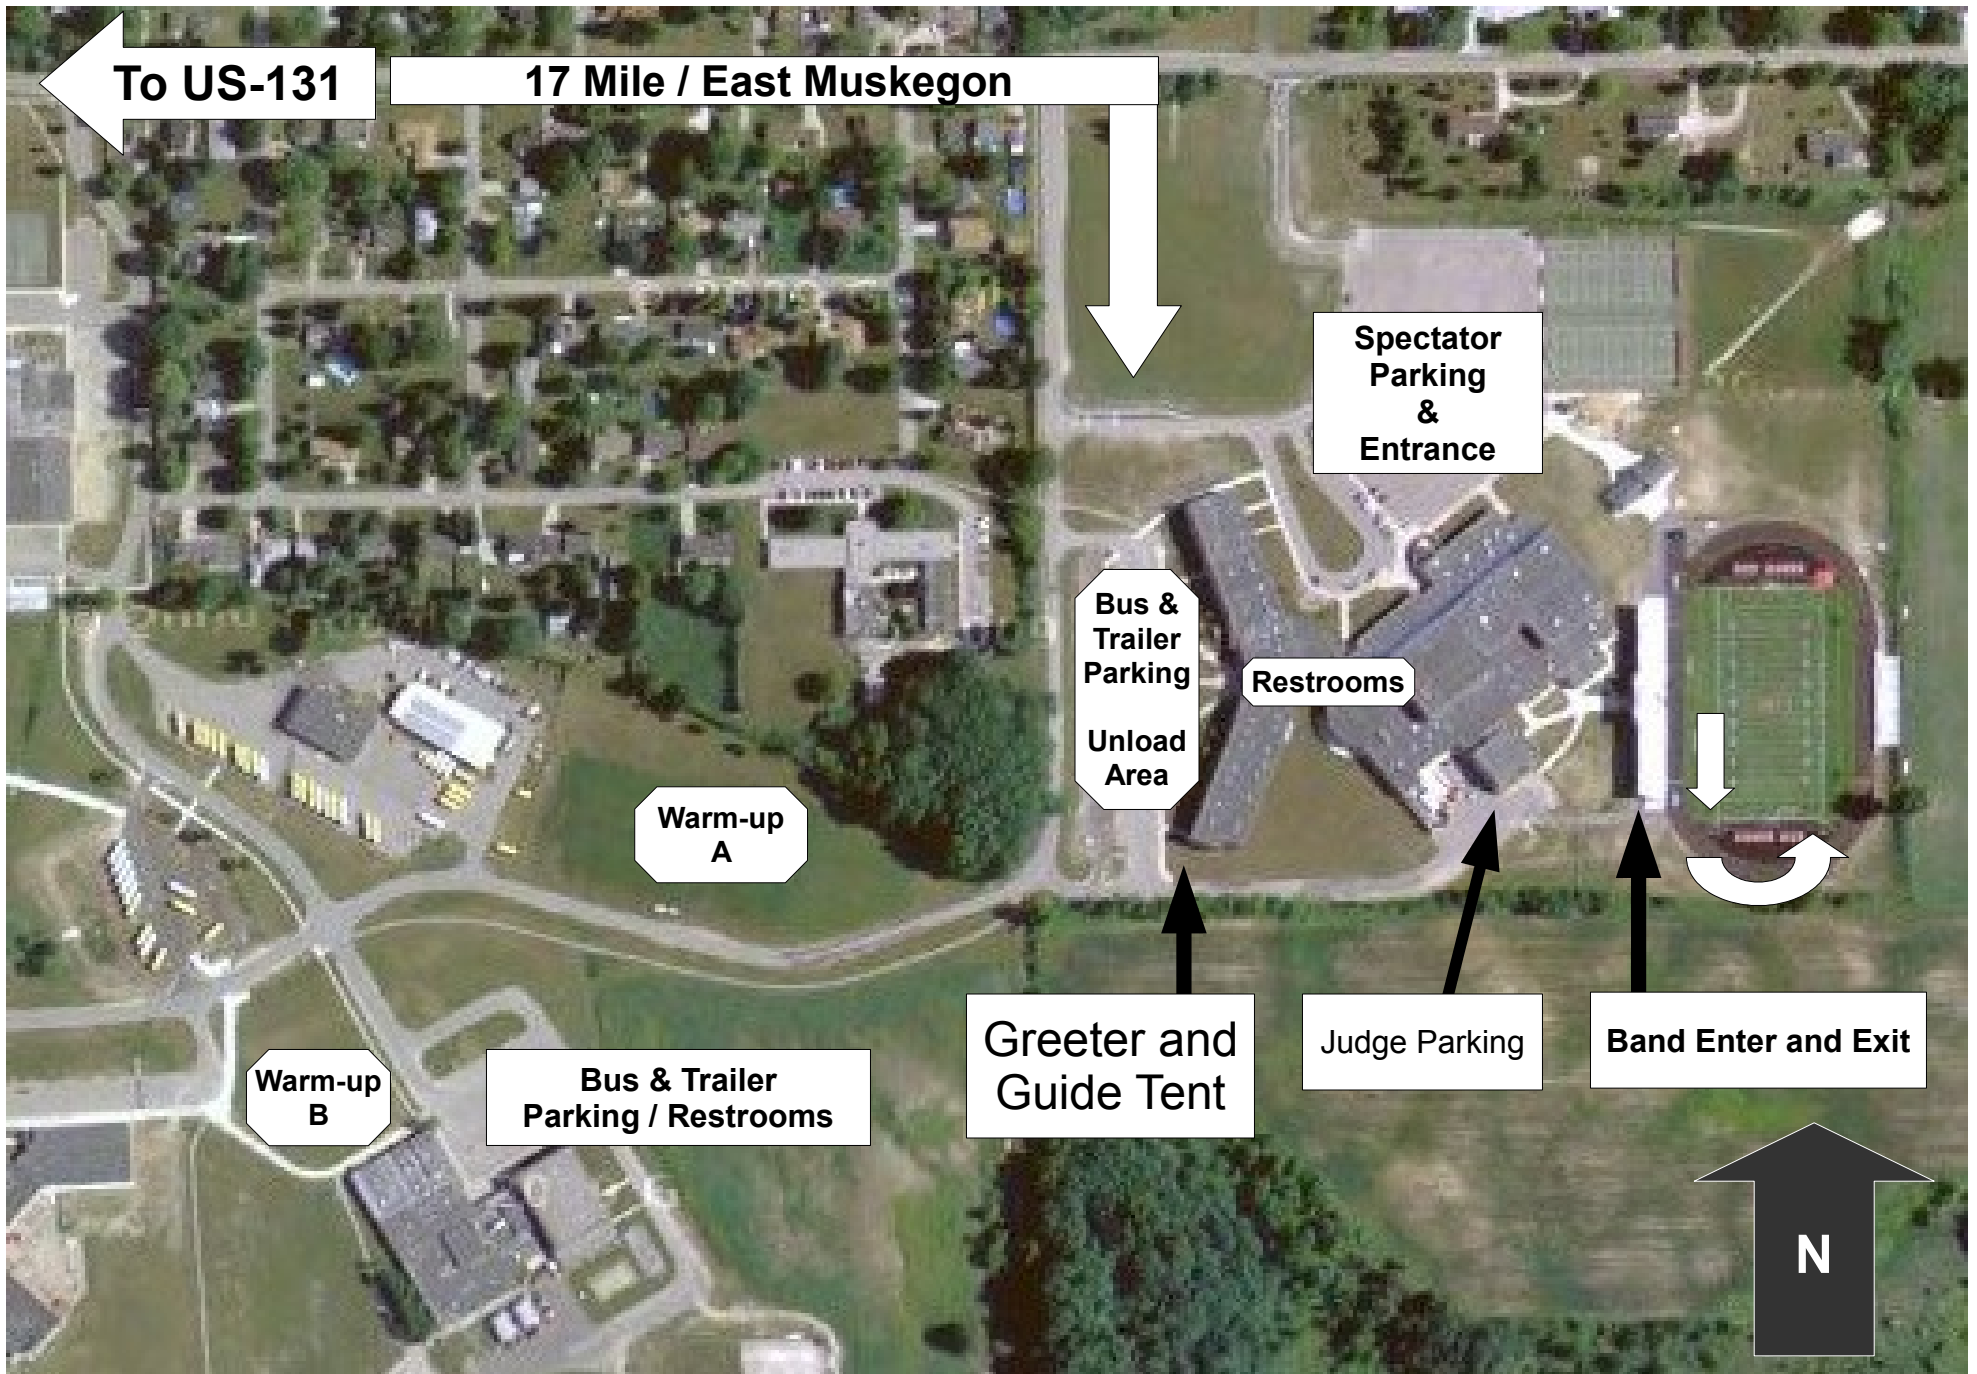 To US-131
17 Mile / East Muskegon
Spectator
Parking
&
Entrance
Bus &
Trailer
Parking
Unload
Area
Restrooms
Warm-up
A
Warm-up
B
Bus & Trailer
Parking / Restrooms
Greeter and
Guide Tent
Judge Parking
Band Enter and Exit
N